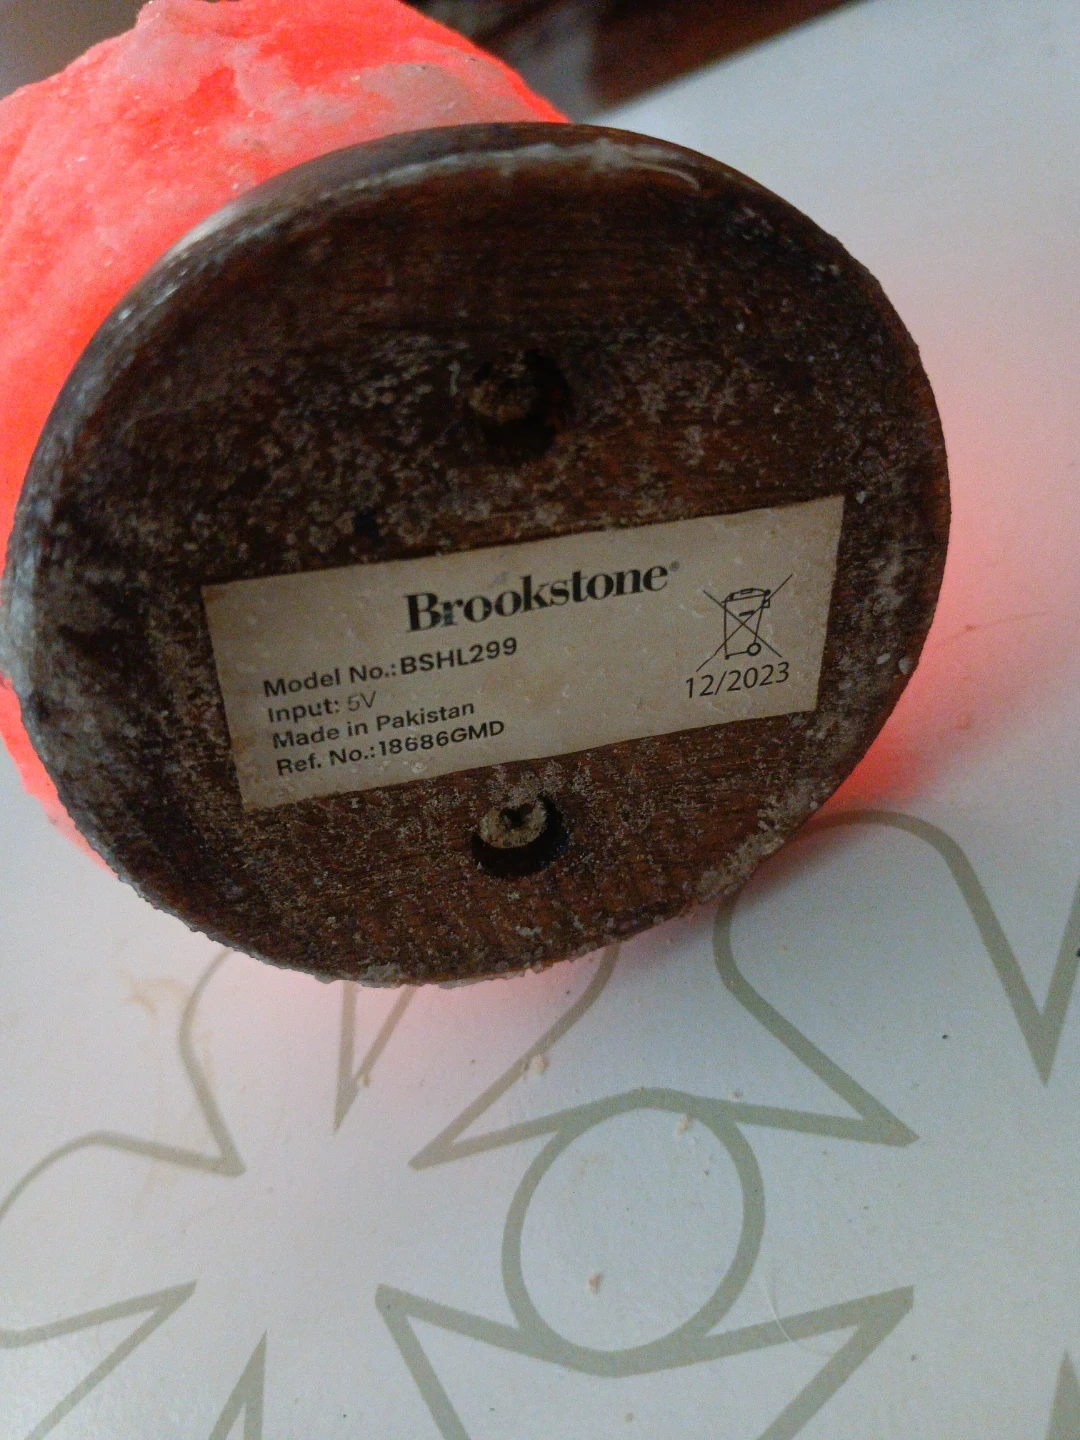 Brookstone®
Model No.:BSHL299
Input: 5V
Made in Pakistan
Ref. No.:18686GMD
12/2023